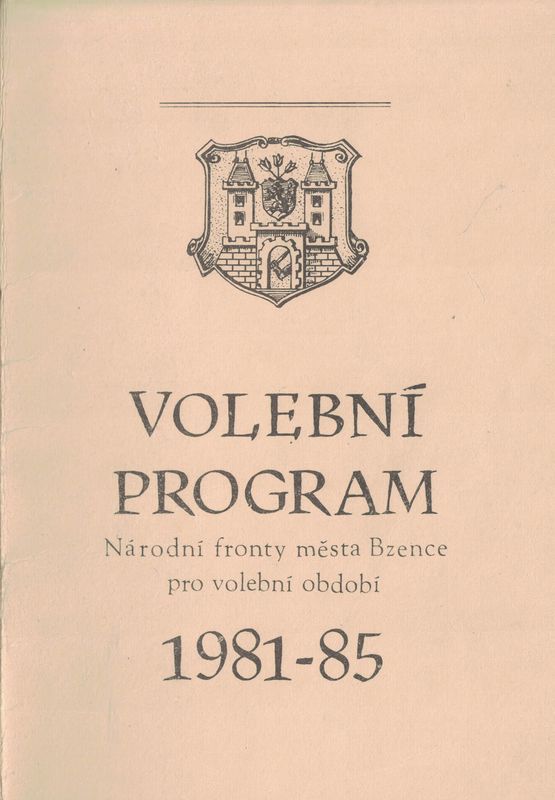 VOLEBNÍ
PROGRAM
Národní fronty města Bzence
pro volební období
1981-85